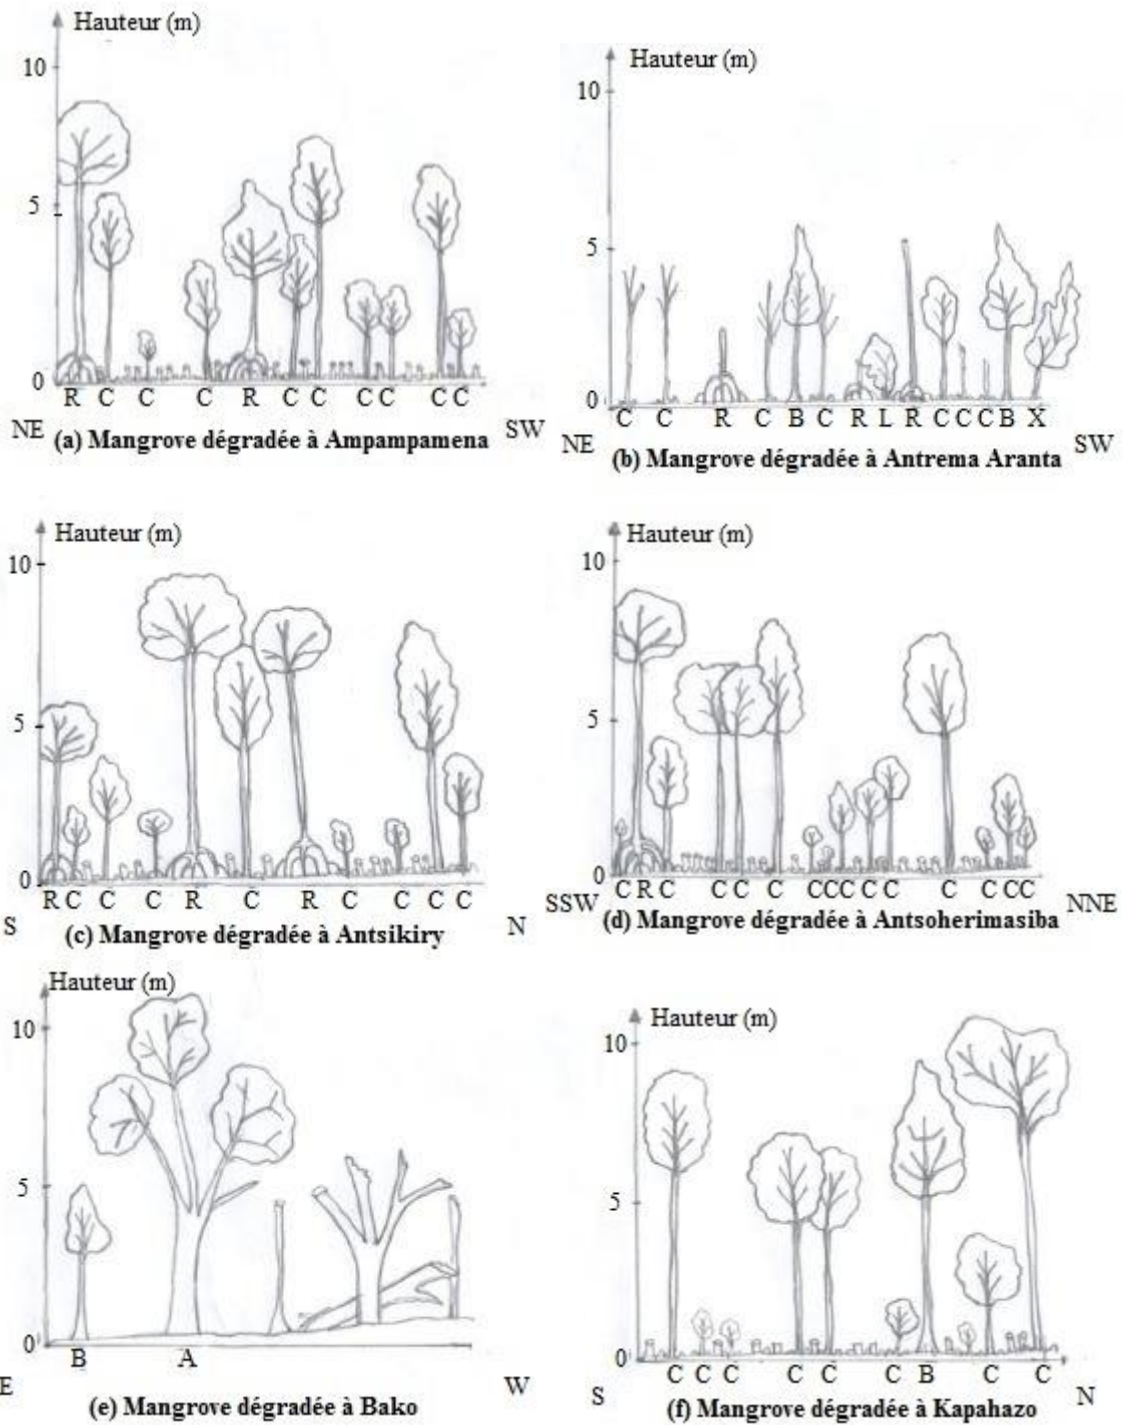 Hauteur (m)
10
5
0
R C C C R C C C C C C
NE (a) Mangrove dégradée à Ampampamena SW
Hauteur (m)
10
5
0
C C R C B C R L R C C C B X
NE (b) Mangrove dégradée à Antrema Aranta SW
Hauteur (m)
10
5
0
R C C C R C R C C C C
S (c) Mangrove dégradée à Antsikiry N
Hauteur (m)
10
5
0
C R C C C C C C C C C C C C C
SSW (d) Mangrove dégradée à Antsoherimasiba NNE
Hauteur (m)
10
5
0
B A
E (e) Mangrove dégradée à Bako W
Hauteur (m)
10
5
0
C C C C C C B C C
S (f) Mangrove dégradée à Kapahazo N